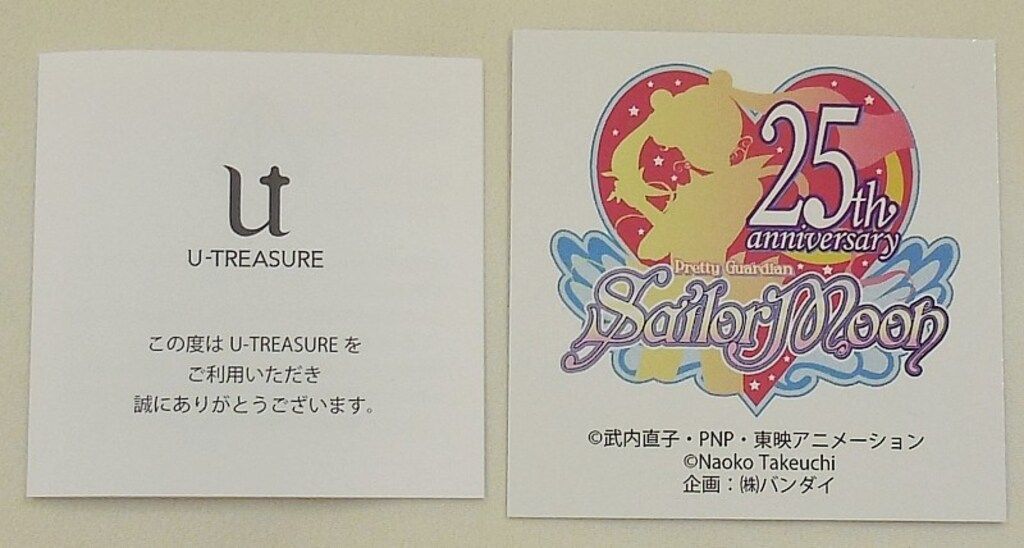 ut
U-TREASURE
この度は U-TREASURE を
ご利用いただき
誠にありがとうございます。
25th
anniversary
Pretty Guardian
Sailor Moon
©武内直子・PNP・東映アニメーション
©Naoko Takeuchi
企画：㈱バンダイ